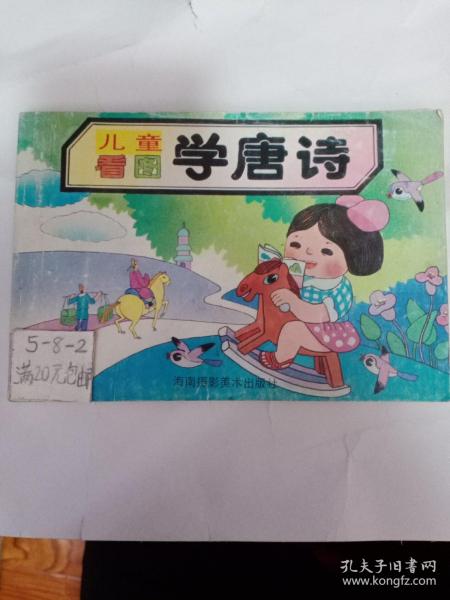 儿童
看图
学唐诗
5-8-2
满20元包邮
海南摄影美术出版社
孔夫子旧书网
www.kongfz.com